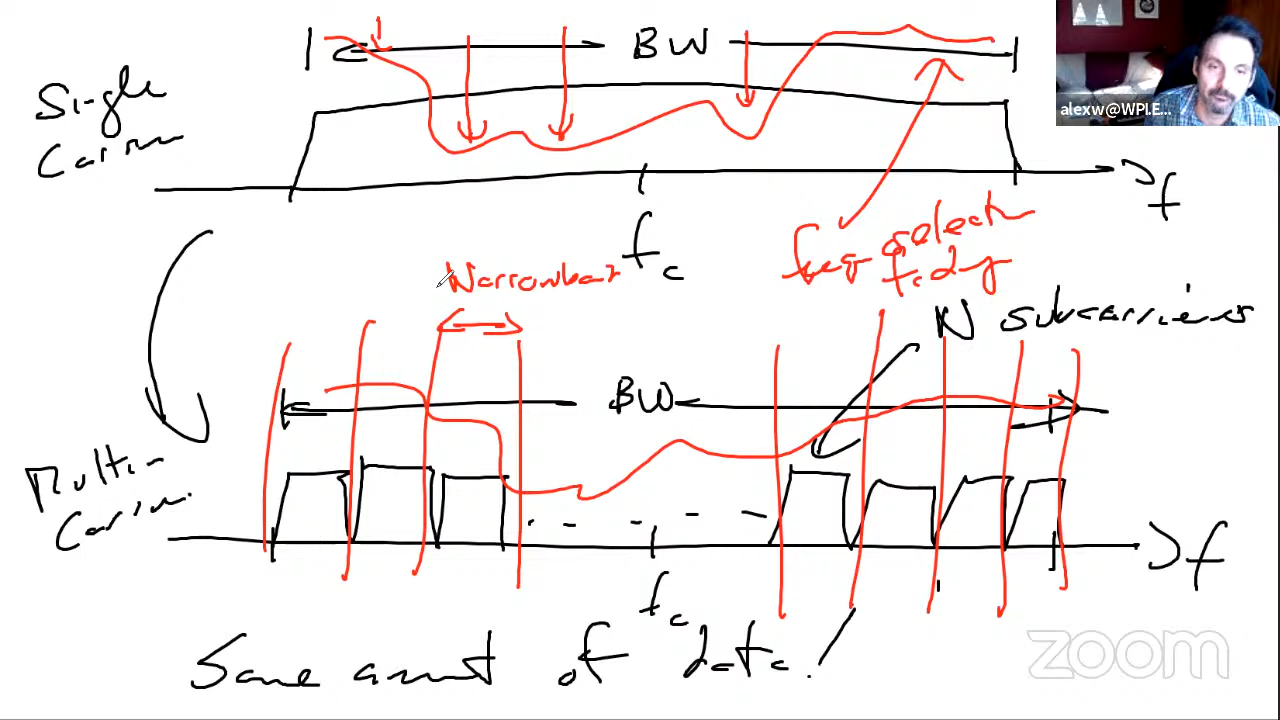 BW
Single
Carrier
f
fc
freq selectiv
fading
Narrowband
N subcarriers
BW
Multi-
Carrier
f
fc
Same amount of data!
alexw@WPI.E...
zoom